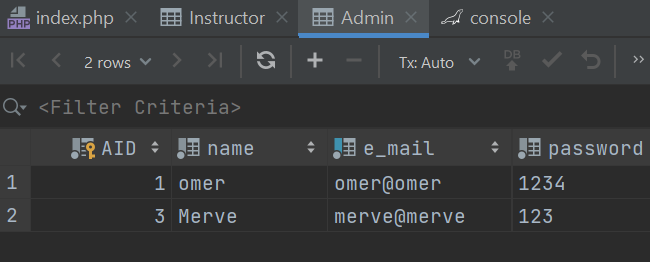 index.php Instructor Admin console
2 rows Tx: Auto DB
<Filter Criteria>
AID name e_mail password
1 1 omer omer@omer 1234
2 3 Merve merve@merve 123